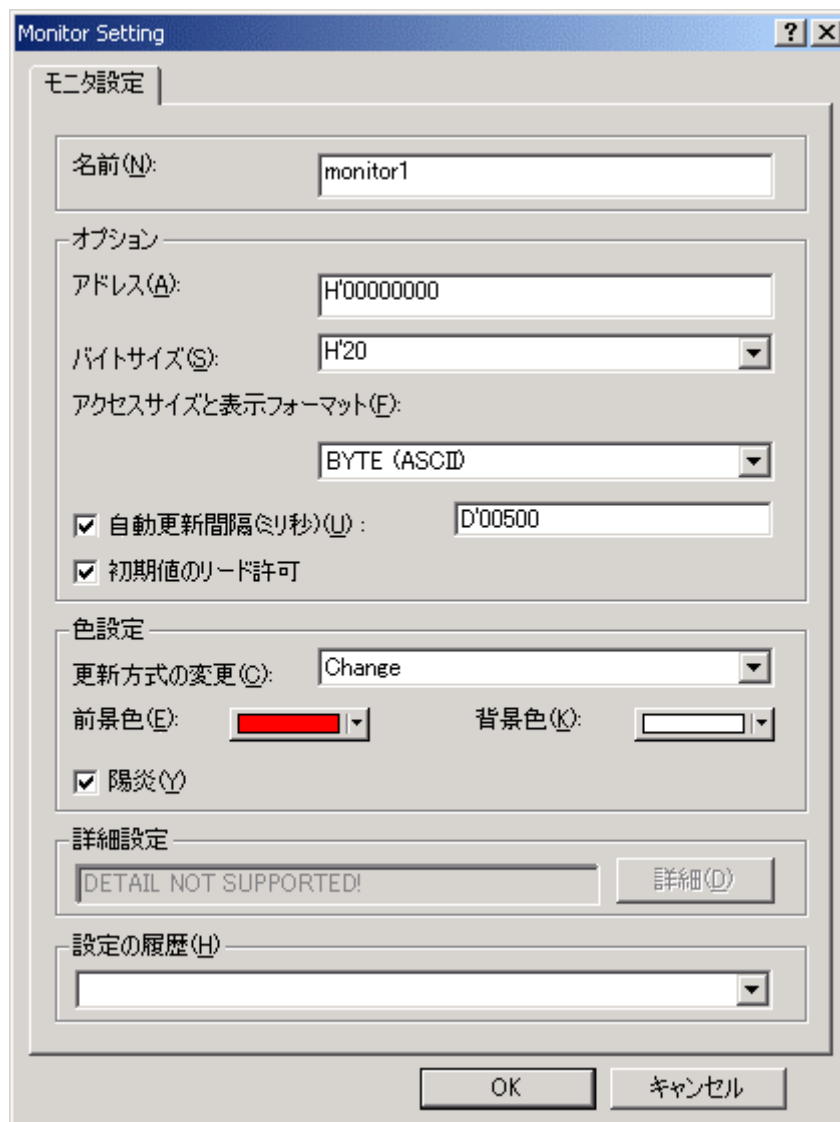 Monitor Setting
モニタ設定
名前(N):
monitor1
オプション
アドレス(A):
H'00000000
バイトサイズ(S):
H'20
アクセスサイズと表示フォーマット(F):
BYTE (ASCII)
自動更新間隔(ミリ秒)(U) :
D'00500
初期値のリード許可
色設定
更新方式の変更(C):
Change
前景色(E):
背景色(K):
陽炎(Y)
詳細設定
DETAIL NOT SUPPORTED!
詳細(D)
設定の履歴(H)
OK
キャンセル